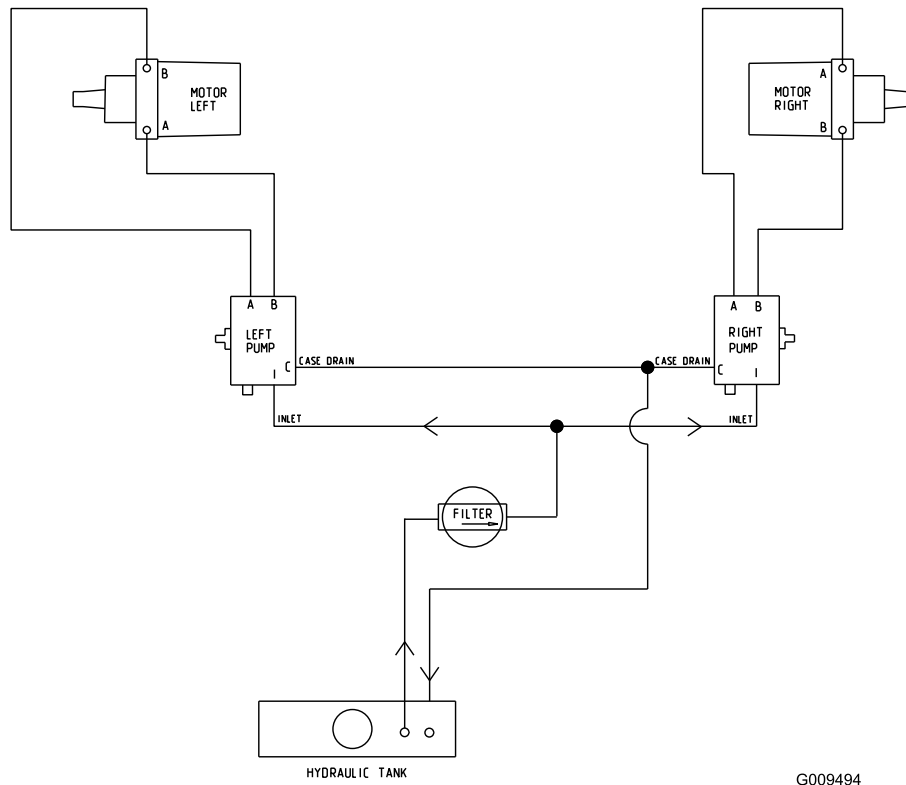 B
MOTOR
LEFT
A
A
MOTOR
RIGHT
B
A B
LEFT
PUMP
C
I
CASE DRAIN
INLET
A B
RIGHT
PUMP
C
I
CASE DRAIN
INLET
FILTER
HYDRAULIC TANK
G009494